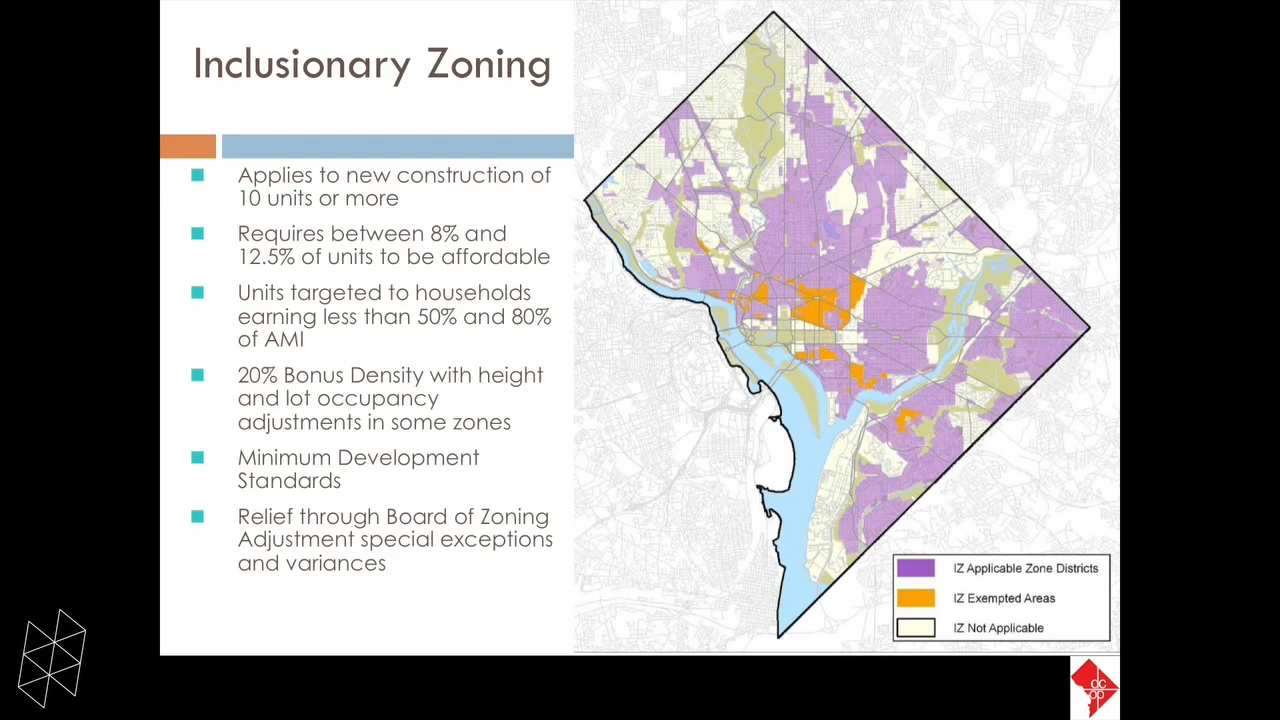 Inclusionary Zoning
Applies to new construction of
10 units or more
Requires between 8% and
12.5% of units to be affordable
Units targeted to households
earning less than 50% and 80%
of AMI
20% Bonus Density with height
and lot occupancy
adjustments in some zones
Minimum Development
Standards
Relief through Board of Zoning
Adjustment special exceptions
and variances
IZ Applicable Zone Districts
IZ Exempted Areas
IZ Not Applicable
dc
op